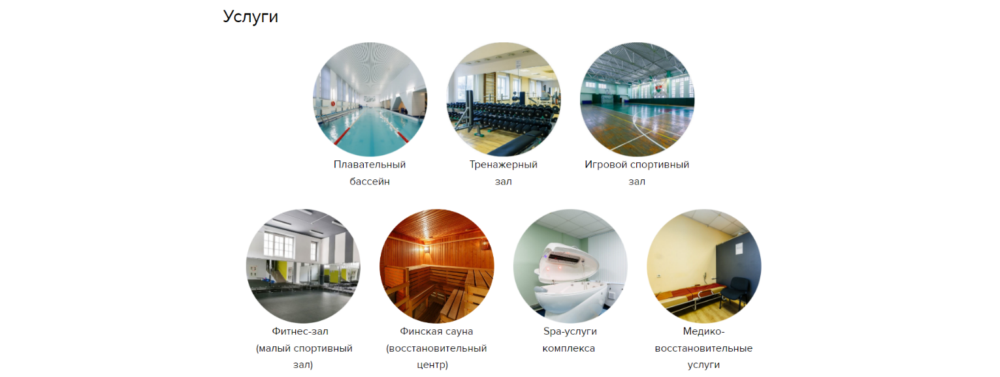 Услуги
Плавательный
бассейн
Тренажерный
зал
Игровой спортивный
зал
Фитнес-зал
(малый спортивный
зал)
Финская сауна
(восстановительный
центр)
Spa-услуги
комплекса
Медико-
восстановительные
услуги